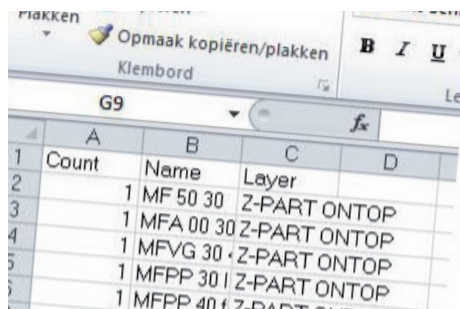 Plakken
Opmaak kopiëren/plakken
B I U
Klembord
G9
fx
A B C D
1 Count Name Layer
2 1 MF 50 30 Z-PART ONTOP
3 1 MFA 00 30 Z-PART ONTOP
4 1 MFVG 30 Z-PART ONTOP
5 1 MFPP 30 Z-PART ONTOP
1 MFPP 40